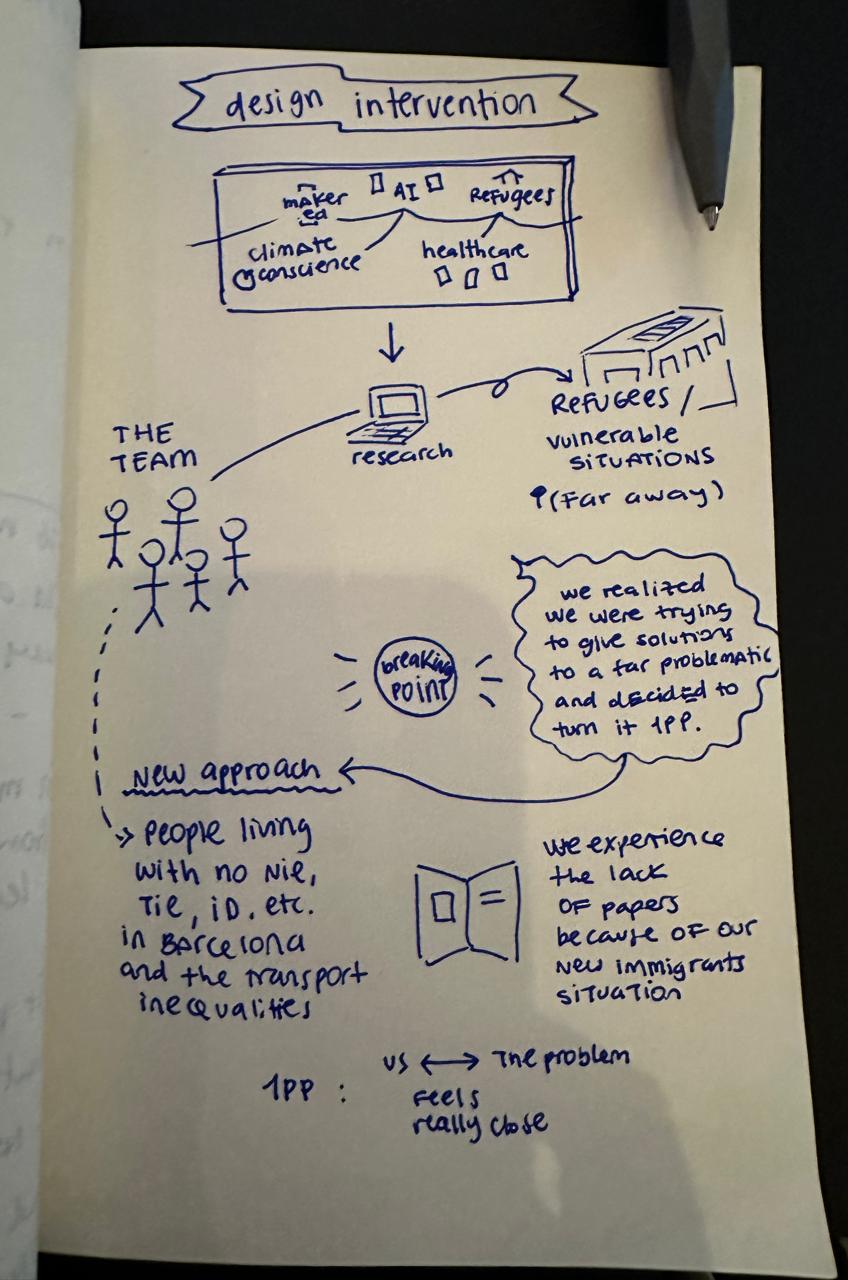 design intervention
maker
ed
AI
Refugees
climate
conscience
healthcare
THE
TEAM
research
REFUGEES /
vulnerable
SITUATIONS
(Far away)
we realized
we were trying
to give solutions
to a far problematic
and decided to
turn it 1PP.
breaking
POINT
New approach
People living
with no Nie,
Tie, iD, etc.
in Barcelona
and the transport
inequalities
we experience
the lack
OF papers
because OF our
New immigrants
situation
1PP :
us ↔ The problem
Feels
really close